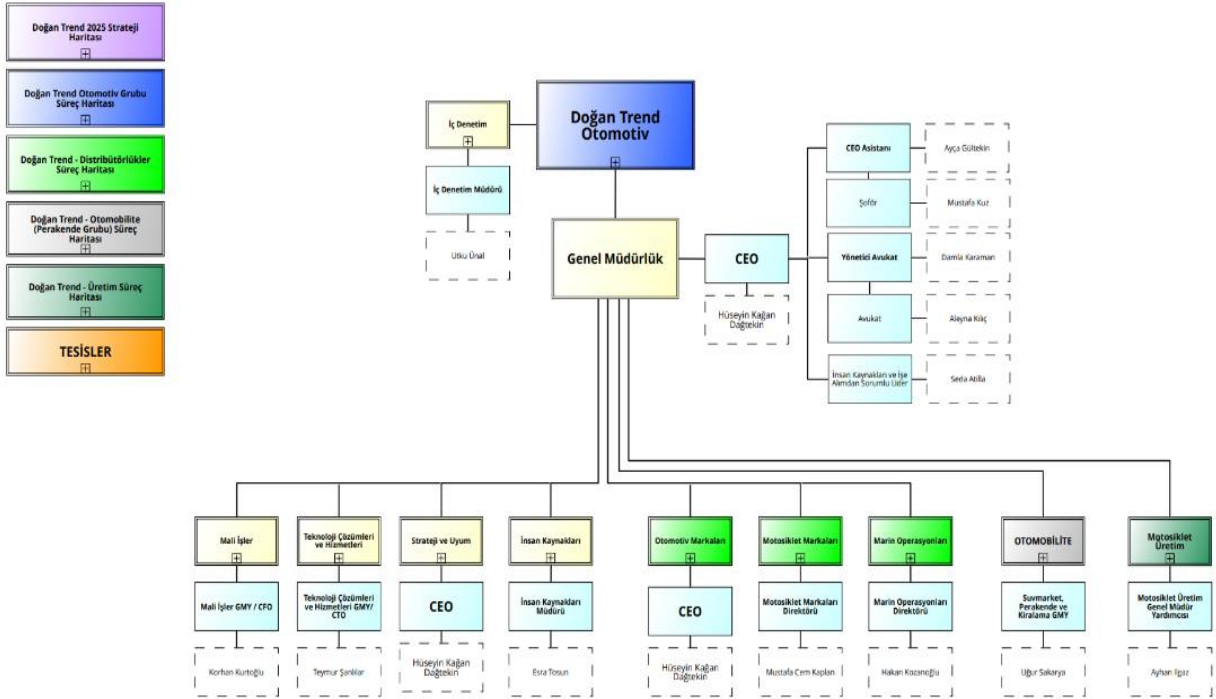 Doğan Trend 2025 Strateji
Haritası
Doğan Trend Otomotiv Grubu
Süreç Haritası
Doğan Trend - Distribütörlükler
Süreç Haritası
Doğan Trend - Otomobilite
(Perakende Grubu) Süreç
Haritası
Doğan Trend - Üretim Süreç
Haritası
TESİSLER
İç Denetim
İç Denetim Müdürü
Utku Ünal
Doğan Trend
Otomotiv
Genel Müdürlük
CEO
Hüseyin Kağan
Dağtekin
CEO Asistanı
Ayça Gültekin
Şoför
Mustafa Kuz
Yönetici Avukat
Damla Karaman
Avukat
Aleyna Kılıç
İnsan Kaynakları ve İşe
Alımdan Sorumlu Lider
Seda Atilla
Mali İşler
Mali İşler GMY / CFO
Korhan Kurtoğlu
Teknoloji Çözümleri
ve Hizmetleri
Teknoloji Çözümleri
ve Hizmetleri GMY/
CTO
Teymur Şanlılar
Strateji ve Uyum
CEO
Hüseyin Kağan
Dağtekin
İnsan Kaynakları
İnsan Kaynakları
Müdürü
Esra Tosun
Otomotiv Markaları
CEO
Hüseyin Kağan
Dağtekin
Motosiklet Markaları
Motosiklet Markaları
Direktörü
Mustafa Cem Kaplan
Marin Operasyonları
Marin Operasyonları
Direktörü
Hakan Kozanoğlu
OTOMOBİLİTE
Suvmarket,
Perakende ve
Kiralama GMY
Uğur Sakarya
Motosiklet
Üretim
Motosiklet Üretim
Genel Müdür
Yardımcısı
Ayhan Ilgaz